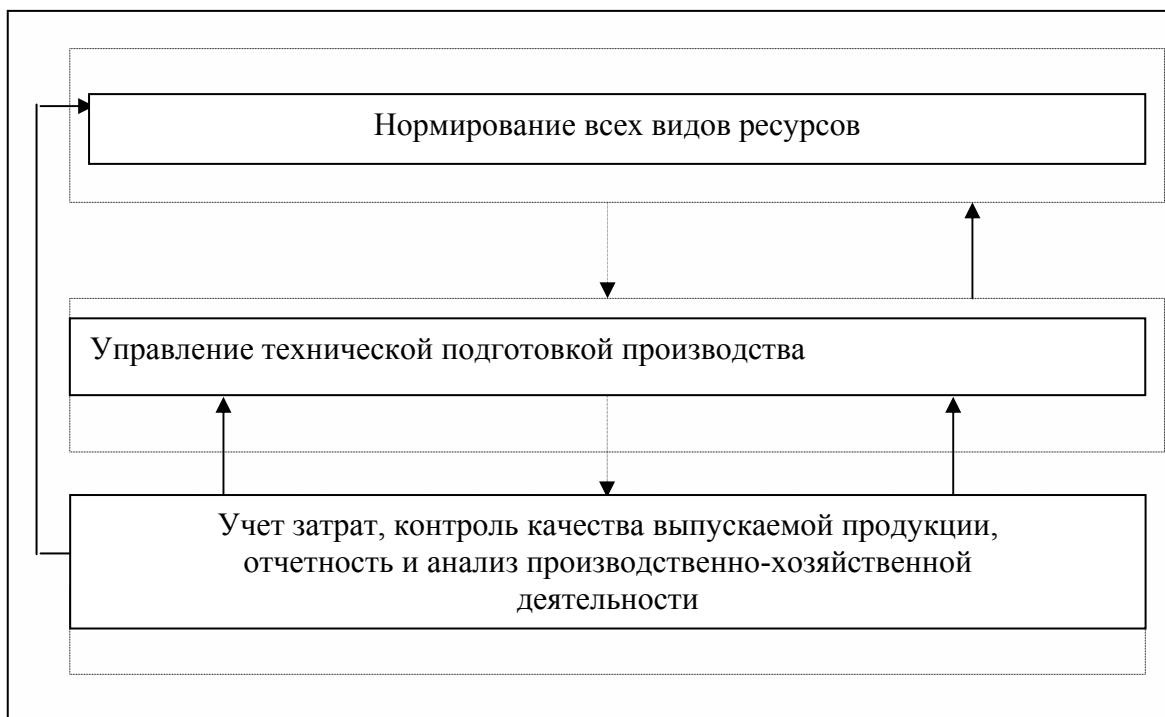 Нормирование всех видов ресурсов
Управление технической подготовкой производства
Учет затрат, контроль качества выпускаемой продукции,
отчетность и анализ производственно-хозяйственной
деятельности